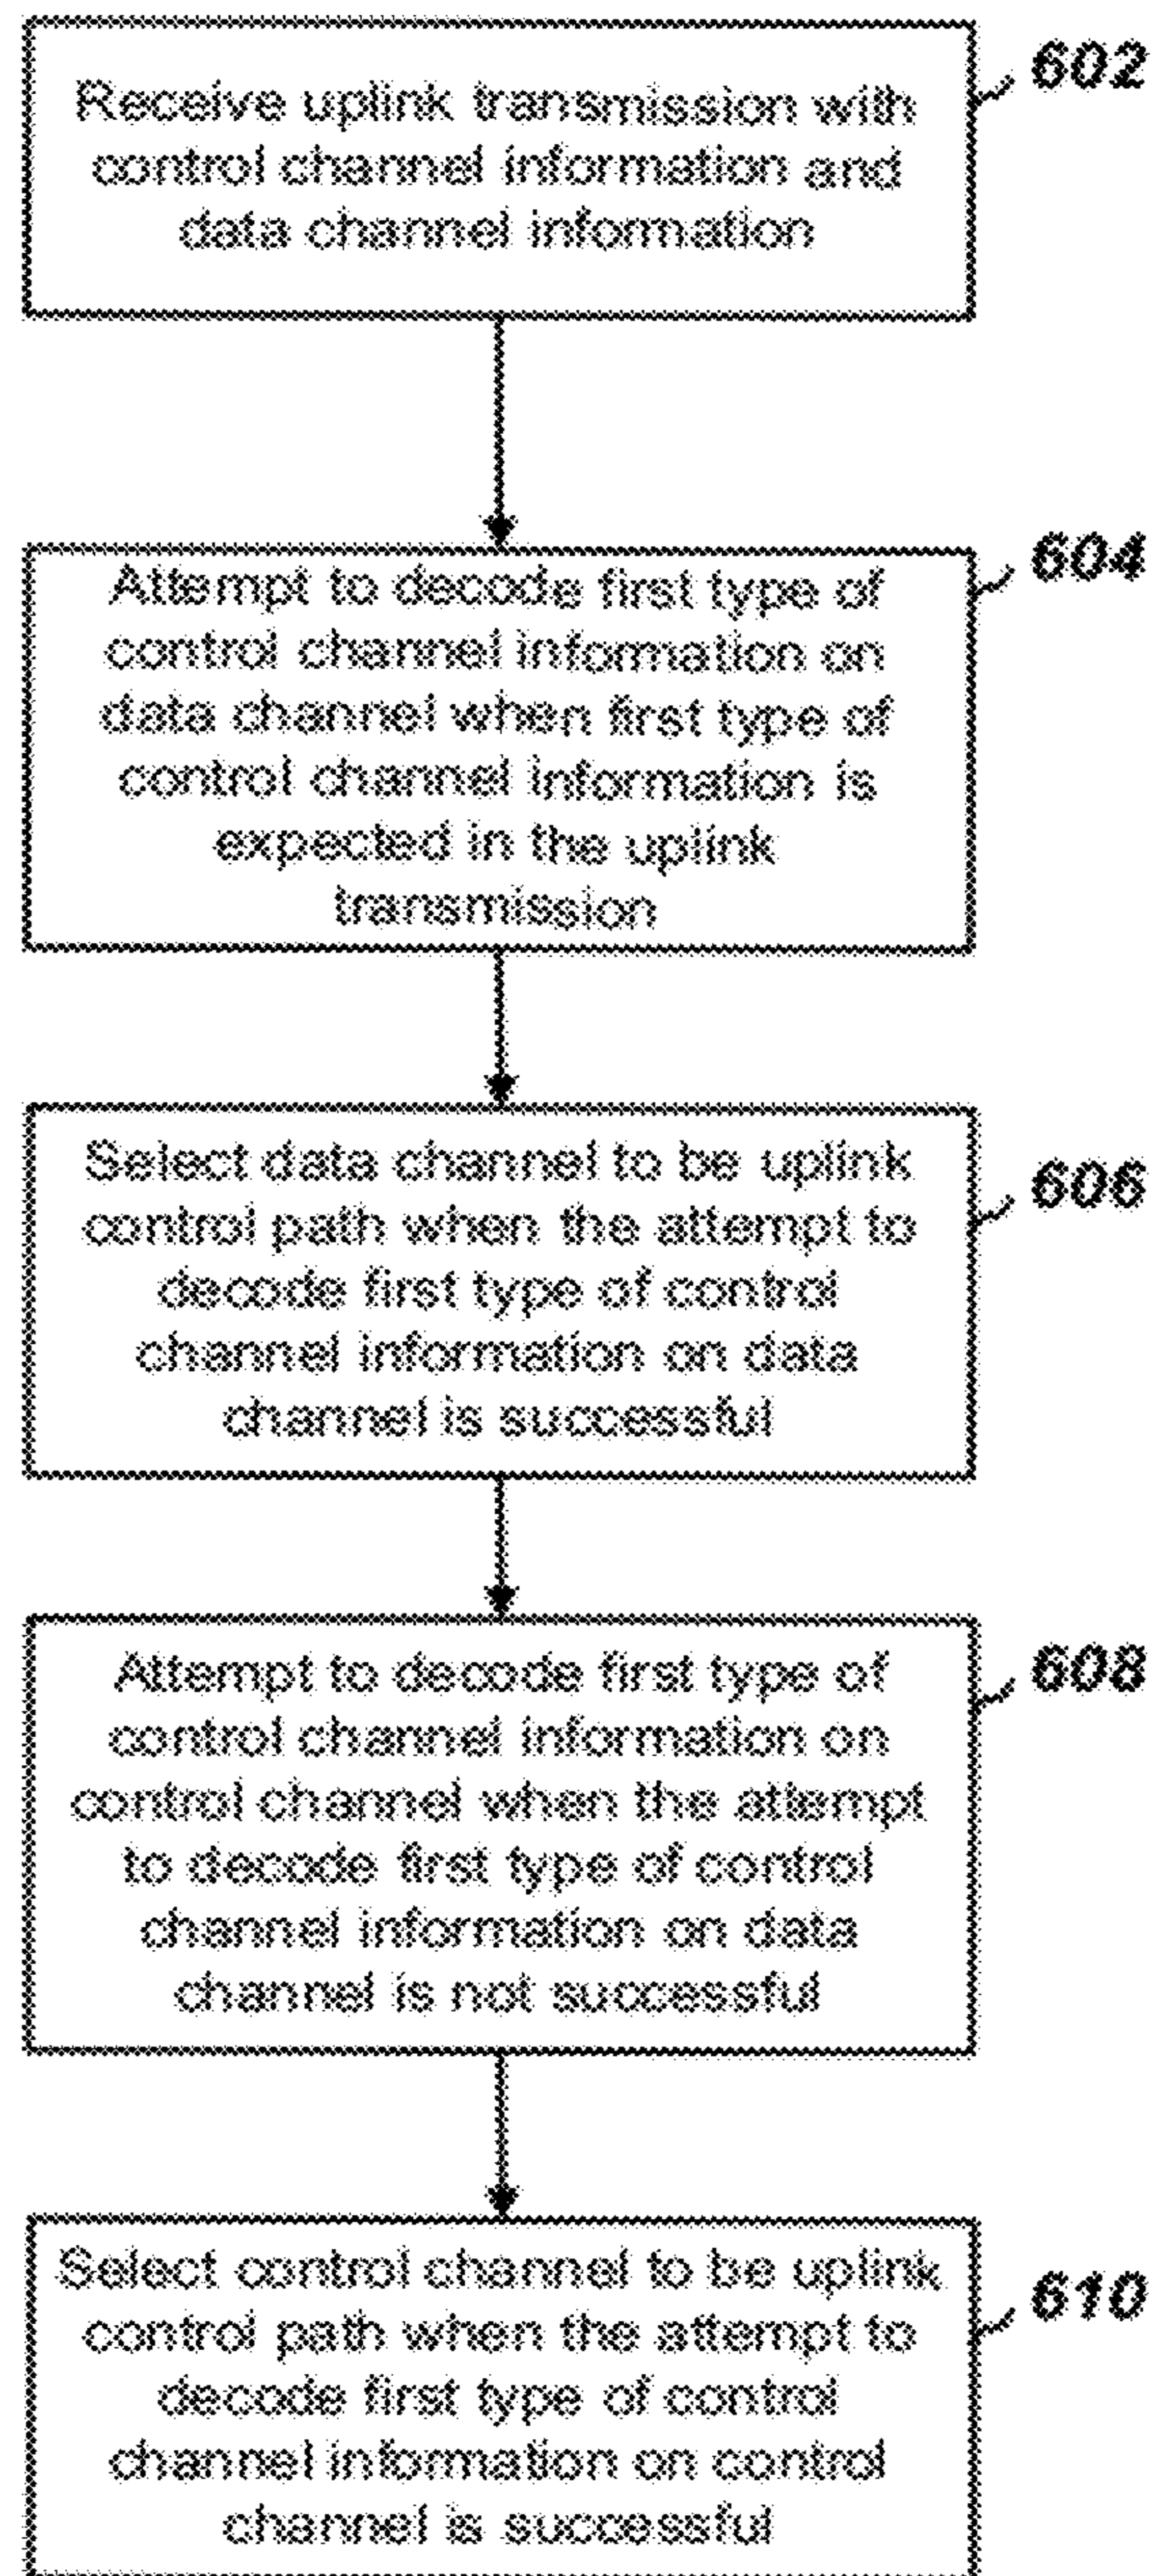 Receive uplink transmission with
control channel information and
data channel information
602
Attempt to decode first type of
control channel information on
data channel when first type of
control channel information is
expected in the uplink
transmission
604
Select data channel to be uplink
control path when the attempt to
decode first type of control
channel information on data
channel is successful
606
Attempt to decode first type of
control channel information on
control channel when the attempt
to decode first type of control
channel information on data
channel is not successful
608
Select control channel to be uplink
control path when the attempt to
decode first type of control
channel information on control
channel is successful
610